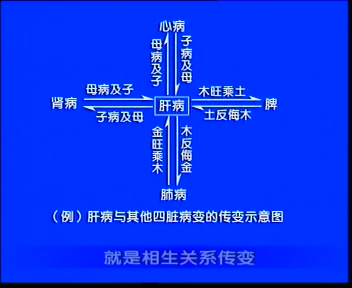 心病
母病及子
子病及母
母病及子
木旺乘土
肾病
肝病
脾
子病及母
土反侮木
金旺乘木
木反侮金
肺病
（例）肝病与其他四脏病变的传变示意图
就是相生关系传变